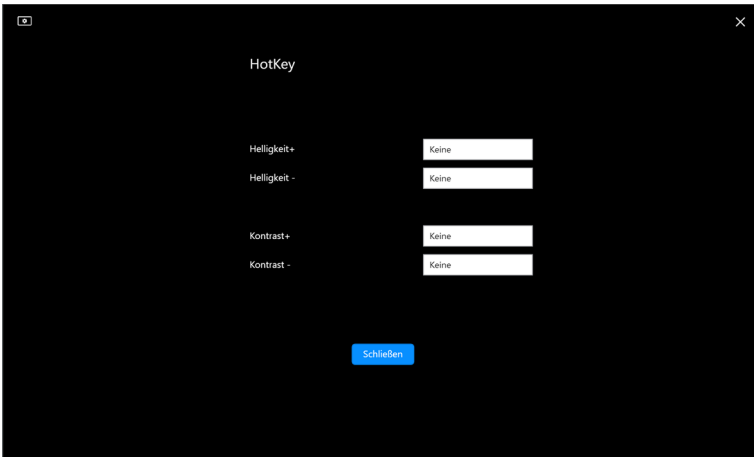 HotKey
Helligkeit+ Keine
Helligkeit - Keine
Kontrast+ Keine
Kontrast - Keine
Schließen